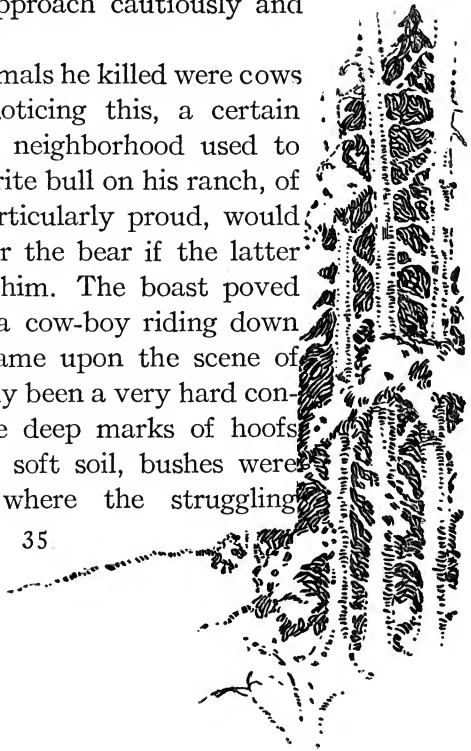 pproach cautiously and
mals he killed were cows
oticing this, a certain
neighborhood used to
rite bull on his ranch, of
rticularly proud, would
r the bear if the latter
him. The boast poved
a cow-boy riding down
ame upon the scene of
ly been a very hard con-
e deep marks of hoofs
soft soil, bushes were
where the struggling
35